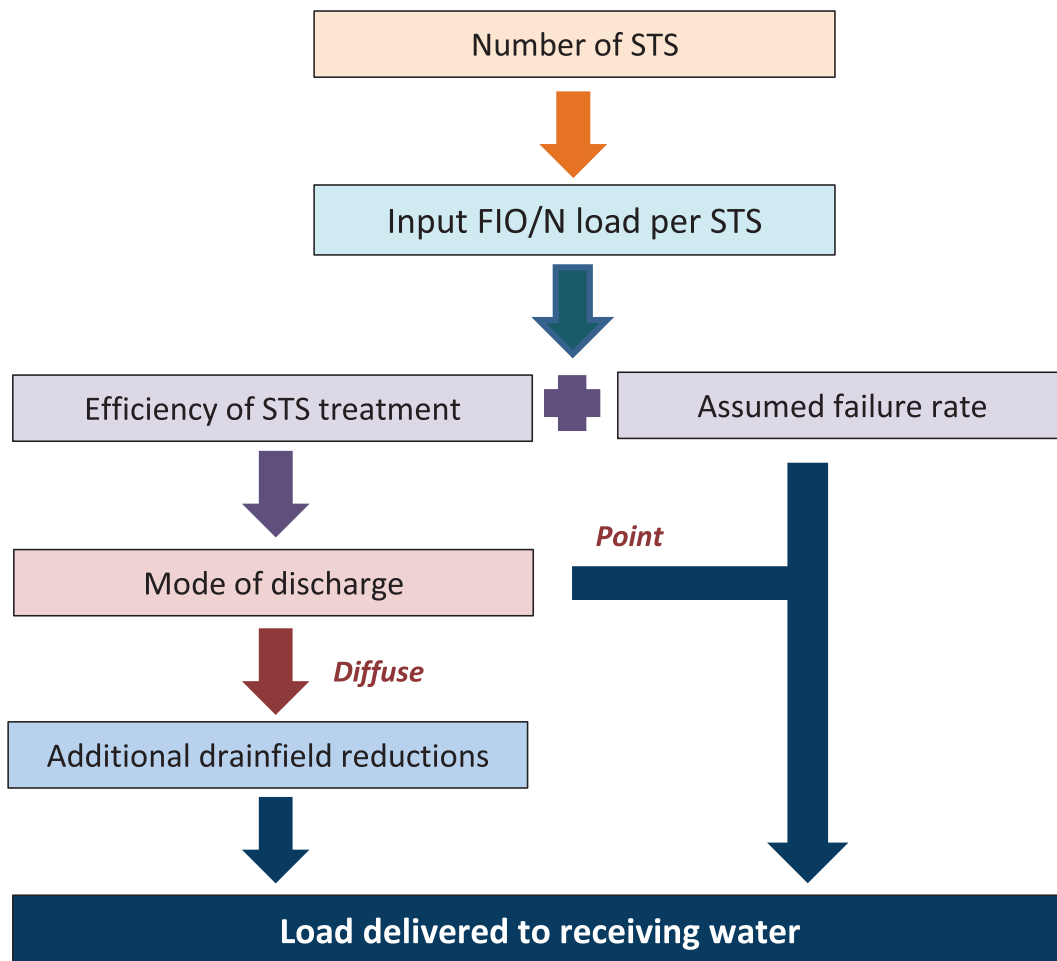 Number of STS
Input FIO/N load per STS
Efficiency of STS treatment
Assumed failure rate
Point
Mode of discharge
Diffuse
Additional drainfield reductions
Load delivered to receiving water